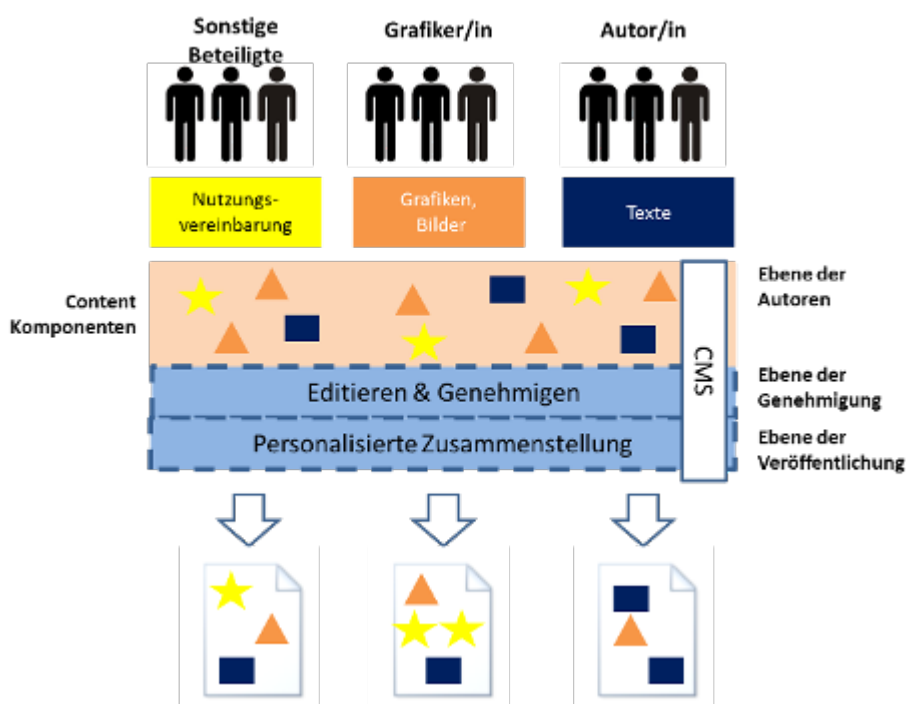 Sonstige
Beteiligte
Grafiker/in
Autor/in
Nutzungs-
vereinbarung
Grafiken,
Bilder
Texte
Content
Komponenten
Ebene der
Autoren
CMS
Editieren & Genehmigen
Ebene der
Genehmigung
Personalisierte Zusammenstellung
Ebene der
Veröffentlichung